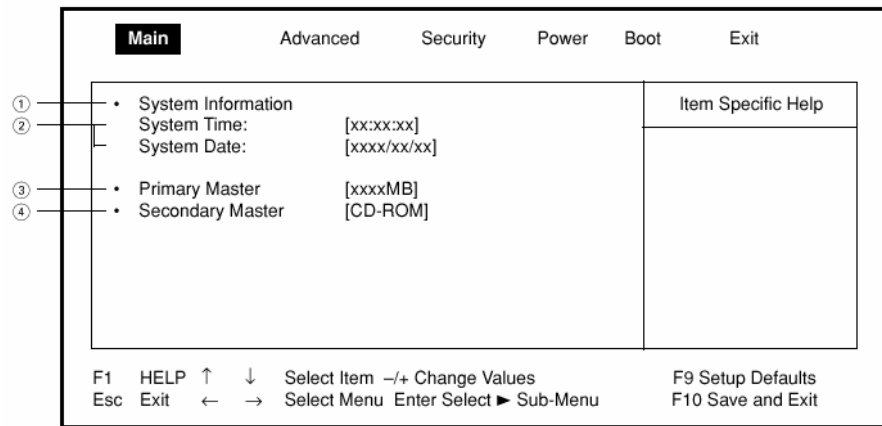 Main Advanced Security Power Boot Exit
① • System Information Item Specific Help
② System Time: [xx:xx:xx]
System Date: [xxxx/xx/xx]
③ • Primary Master [xxxxMB]
④ • Secondary Master [CD-ROM]
F1 HELP ↑ ↓ Select Item –/+ Change Values F9 Setup Defaults
Esc Exit ← → Select Menu Enter Select ► Sub-Menu F10 Save and Exit